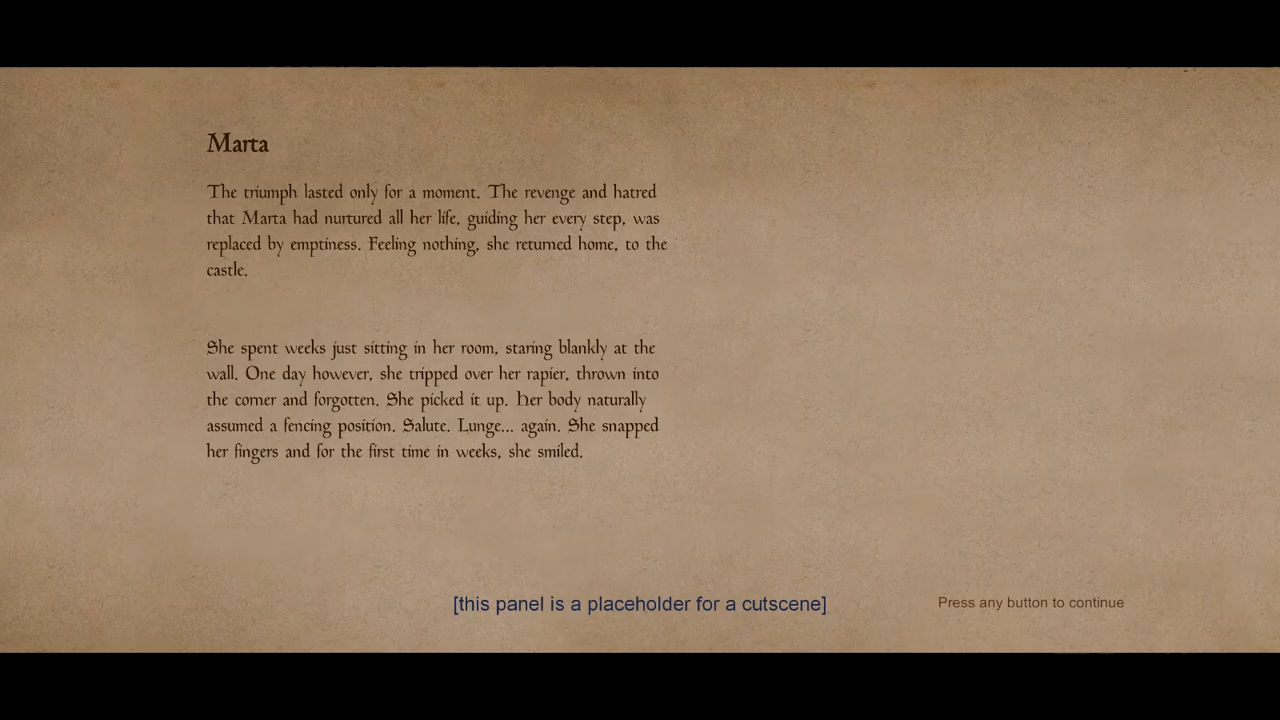 Marta
The triumph lasted only for a moment. The revenge and hatred
that Marta had nurtured all her life, guiding her every step, was
replaced by emptiness. Feeling nothing, she returned home, to the
castle.
She spent weeks just sitting in her room, staring blankly at the
wall. One day however, she tripped over her rapier, thrown into
the corner and forgotten. She picked it up. Her body naturally
assumed a fencing position. Salute. Lunge... again. She snapped
her fingers and for the first time in weeks, she smiled.
[this panel is a placeholder for a cutscene]
Press any button to continue